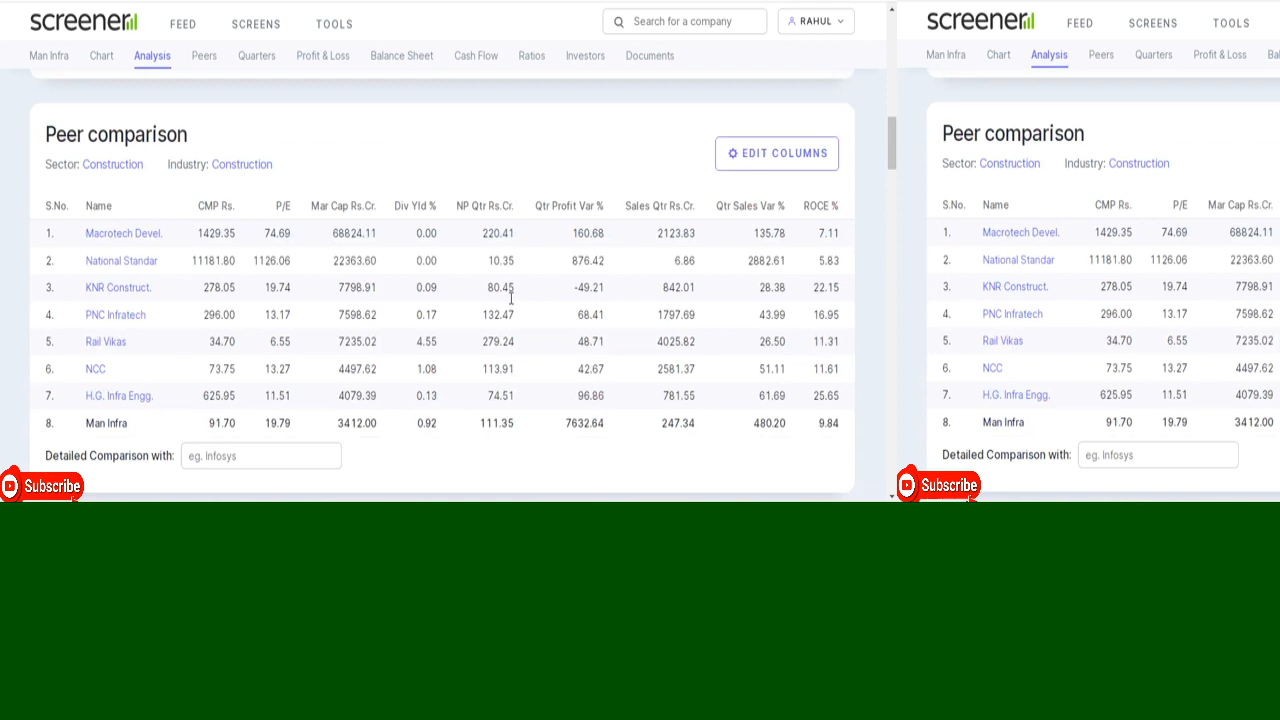 screener FEED SCREENS TOOLS Search for a company RAHUL
Man Infra Chart Analysis Peers Quarters Profit & Loss Balance Sheet Cash Flow Ratios Investors Documents
Peer comparison
Sector: Construction Industry: Construction
EDIT COLUMNS
S.No. Name CMP Rs. P/E Mar Cap Rs.Cr. Div Yld % NP Qtr Rs.Cr. Qtr Profit Var % Sales Qtr Rs.Cr. Qtr Sales Var % ROCE %
1. Macrotech Devel. 1429.35 74.69 68824.11 0.00 220.41 160.68 2123.83 135.78 7.11
2. National Standar 11181.80 1126.06 22363.60 0.00 10.35 876.42 6.86 2882.61 5.83
3. KNR Construct. 278.05 19.74 7798.91 0.09 80.45 -49.21 842.01 28.38 22.15
4. PNC Infratech 296.00 13.17 7598.62 0.17 132.47 68.41 1797.69 43.99 16.95
5. Rail Vikas 34.70 6.55 7235.02 4.55 279.24 48.71 4025.82 26.50 11.31
6. NCC 73.75 13.27 4497.62 1.08 113.91 42.67 2581.37 51.11 11.61
7. H.G. Infra Engg. 625.95 11.51 4079.39 0.13 74.51 96.86 781.55 61.69 25.65
8. Man Infra 91.70 19.79 3412.00 0.92 111.35 7632.64 247.34 480.20 9.84
Detailed Comparison with: eg. Infosys
Subscribe
screener FEED SCREENS TOOLS
Man Infra Chart Analysis Peers Quarters Profit & Loss Bal
Peer comparison
Sector: Construction Industry: Construction
S.No. Name CMP Rs. P/E Mar Cap Rs.Cr.
1. Macrotech Devel. 1429.35 74.69 68824.11
2. National Standar 11181.80 1126.06 22363.60
3. KNR Construct. 278.05 19.74 7798.91
4. PNC Infratech 296.00 13.17 7598.62
5. Rail Vikas 34.70 6.55 7235.02
6. NCC 73.75 13.27 4497.62
7. H.G. Infra Engg. 625.95 11.51 4079.39
8. Man Infra 91.70 19.79 3412.00
Detailed Comparison with: eg. Infosys
Subscribe